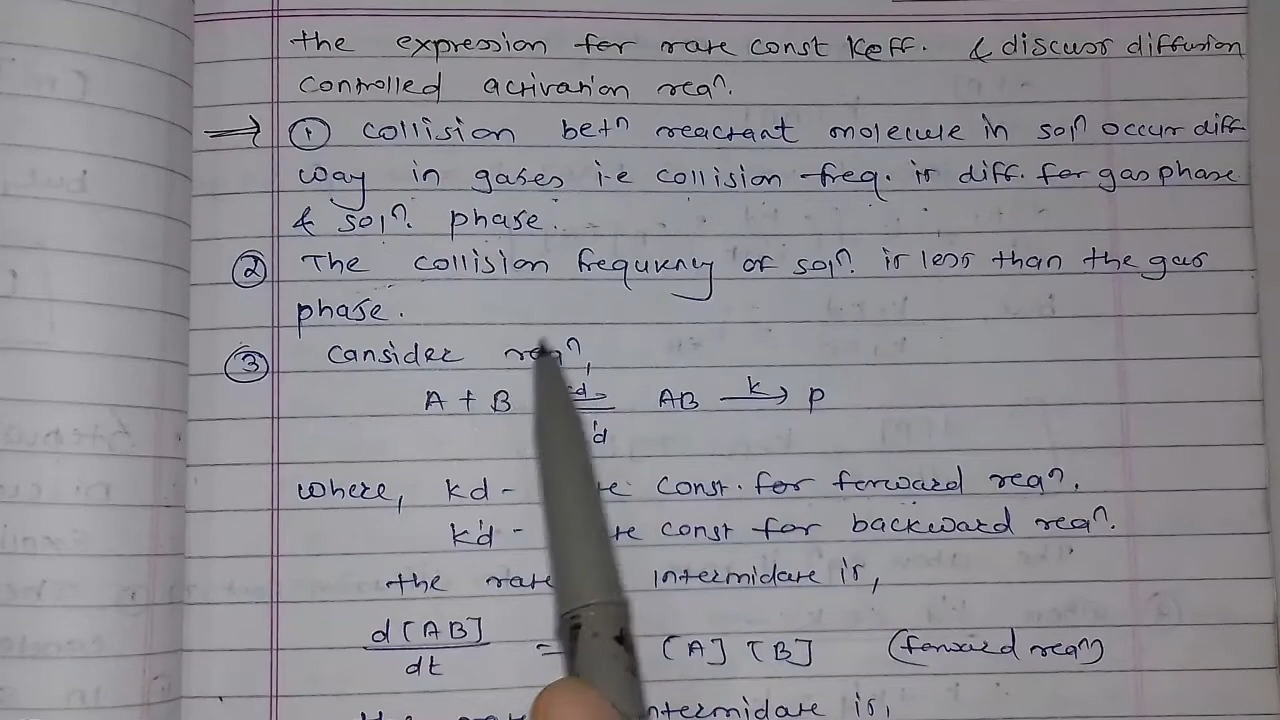 the expression for rate const Keff. & discuss diffusion
controlled activation reaⁿ.
⇒ ① collision betⁿ reactant molecule in solⁿ occur diff
way in gases i.e collision freq. is diff. for gas phase
& solⁿ. phase.
② The collision frequency of solⁿ. is less than the gas
phase.
③ Cansider reaⁿ,
A + B AB k→ p
where, kd - const. for forward reaⁿ.
k'd - const for backward reaⁿ.
the rate intermidate is,
d[AB]/dt = [A] [B] (forward reaⁿ)
intermidate is,